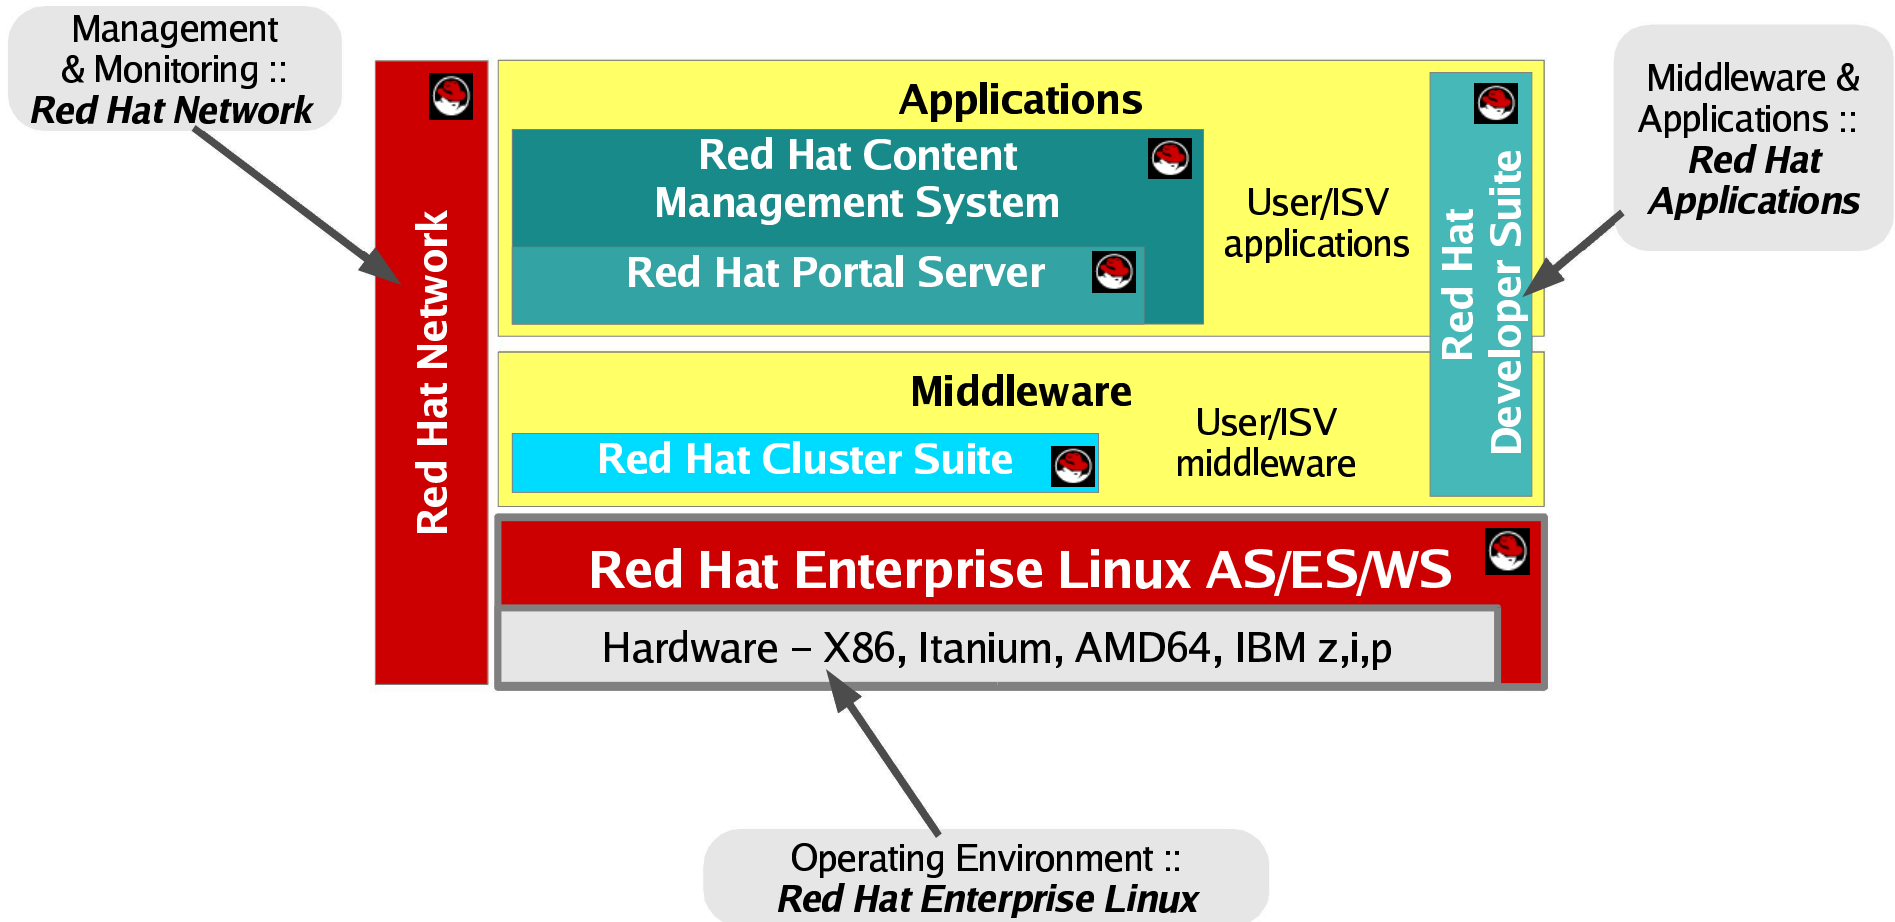 Management
& Monitoring ::
Red Hat Network
Red Hat Network
Applications
Red Hat Content
Management System
Red Hat Portal Server
User/ISV
applications
Red Hat
Developer Suite
Middleware &
Applications ::
Red Hat
Applications
Middleware
Red Hat Cluster Suite
User/ISV
middleware
Red Hat Enterprise Linux AS/ES/WS
Hardware – X86, Itanium, AMD64, IBM z,i,p
Operating Environment ::
Red Hat Enterprise Linux